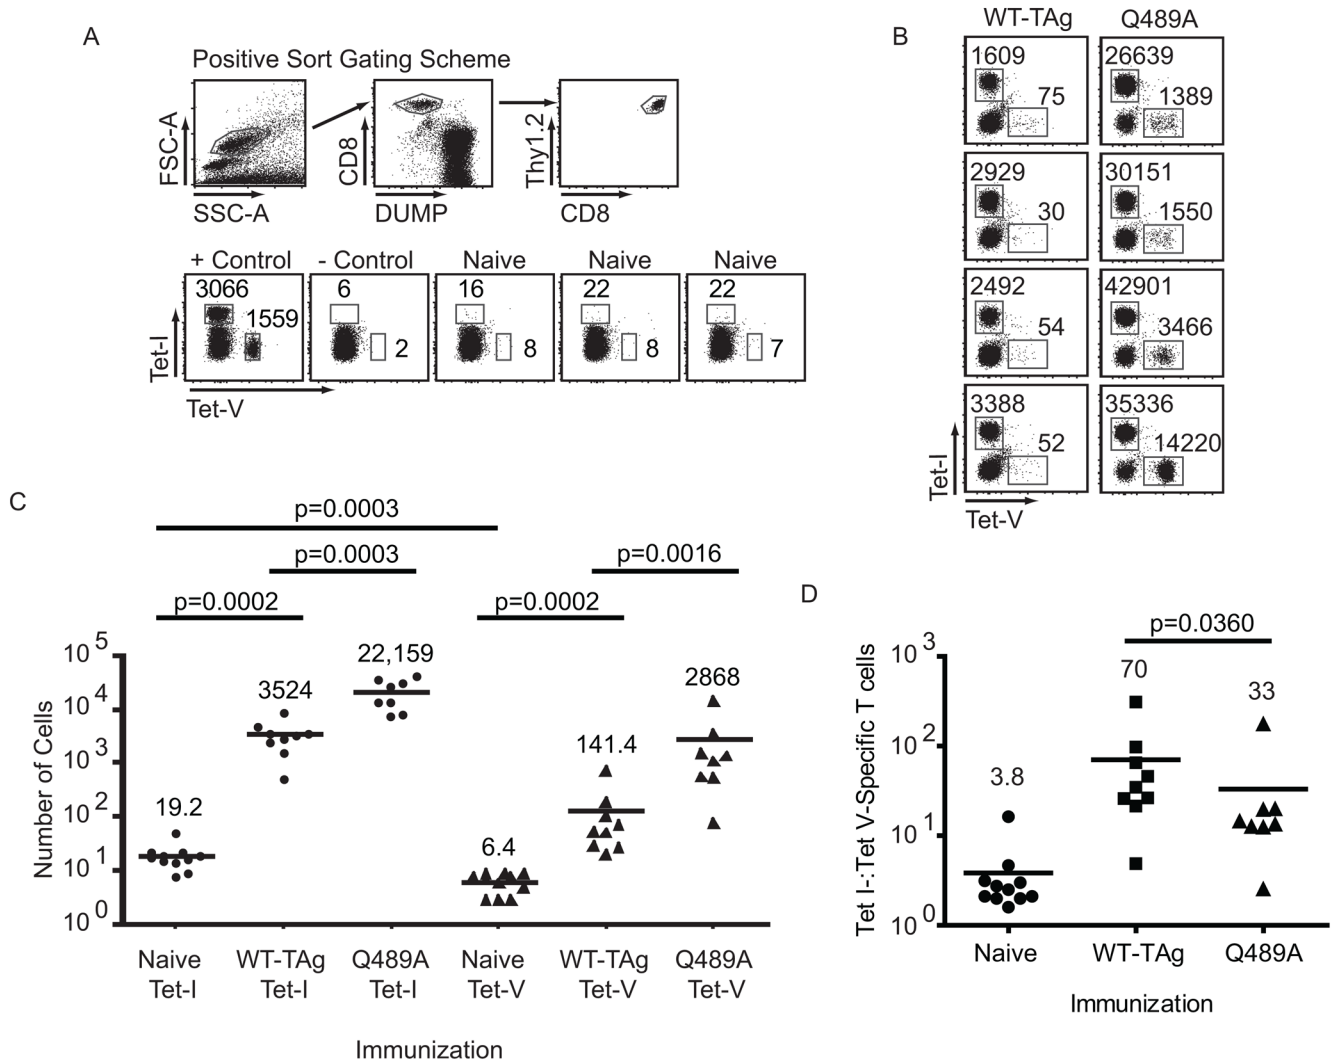 A
Positive Sort Gating Scheme
FSC-A
SSC-A
CD8
DUMP
Thy1.2
CD8
+ Control
- Control
Naive
Naive
Naive
3066
1559
6
2
16
8
22
8
22
7
Tet-I
Tet-V
B
WT-TAg
Q489A
1609
75
26639
1389
2929
30
30151
1550
2492
54
42901
3466
3388
52
35336
14220
Tet-I
Tet-V
C
p=0.0003
p=0.0003
p=0.0016
p=0.0002
p=0.0002
Number of Cells
10 5
10 4
10 3
10 2
10 1
10 0
19.2
3524
22,159
6.4
141.4
2868
Naive
Tet-I
WT-TAg
Tet-I
Q489A
Tet-I
Naive
Tet-V
WT-TAg
Tet-V
Q489A
Tet-V
Immunization
D
p=0.0360
Tet I-:Tet V-Specific T cells
10 3
10 2
10 1
10 0
3.8
70
33
Naive
WT-TAg
Q489A
Immunization